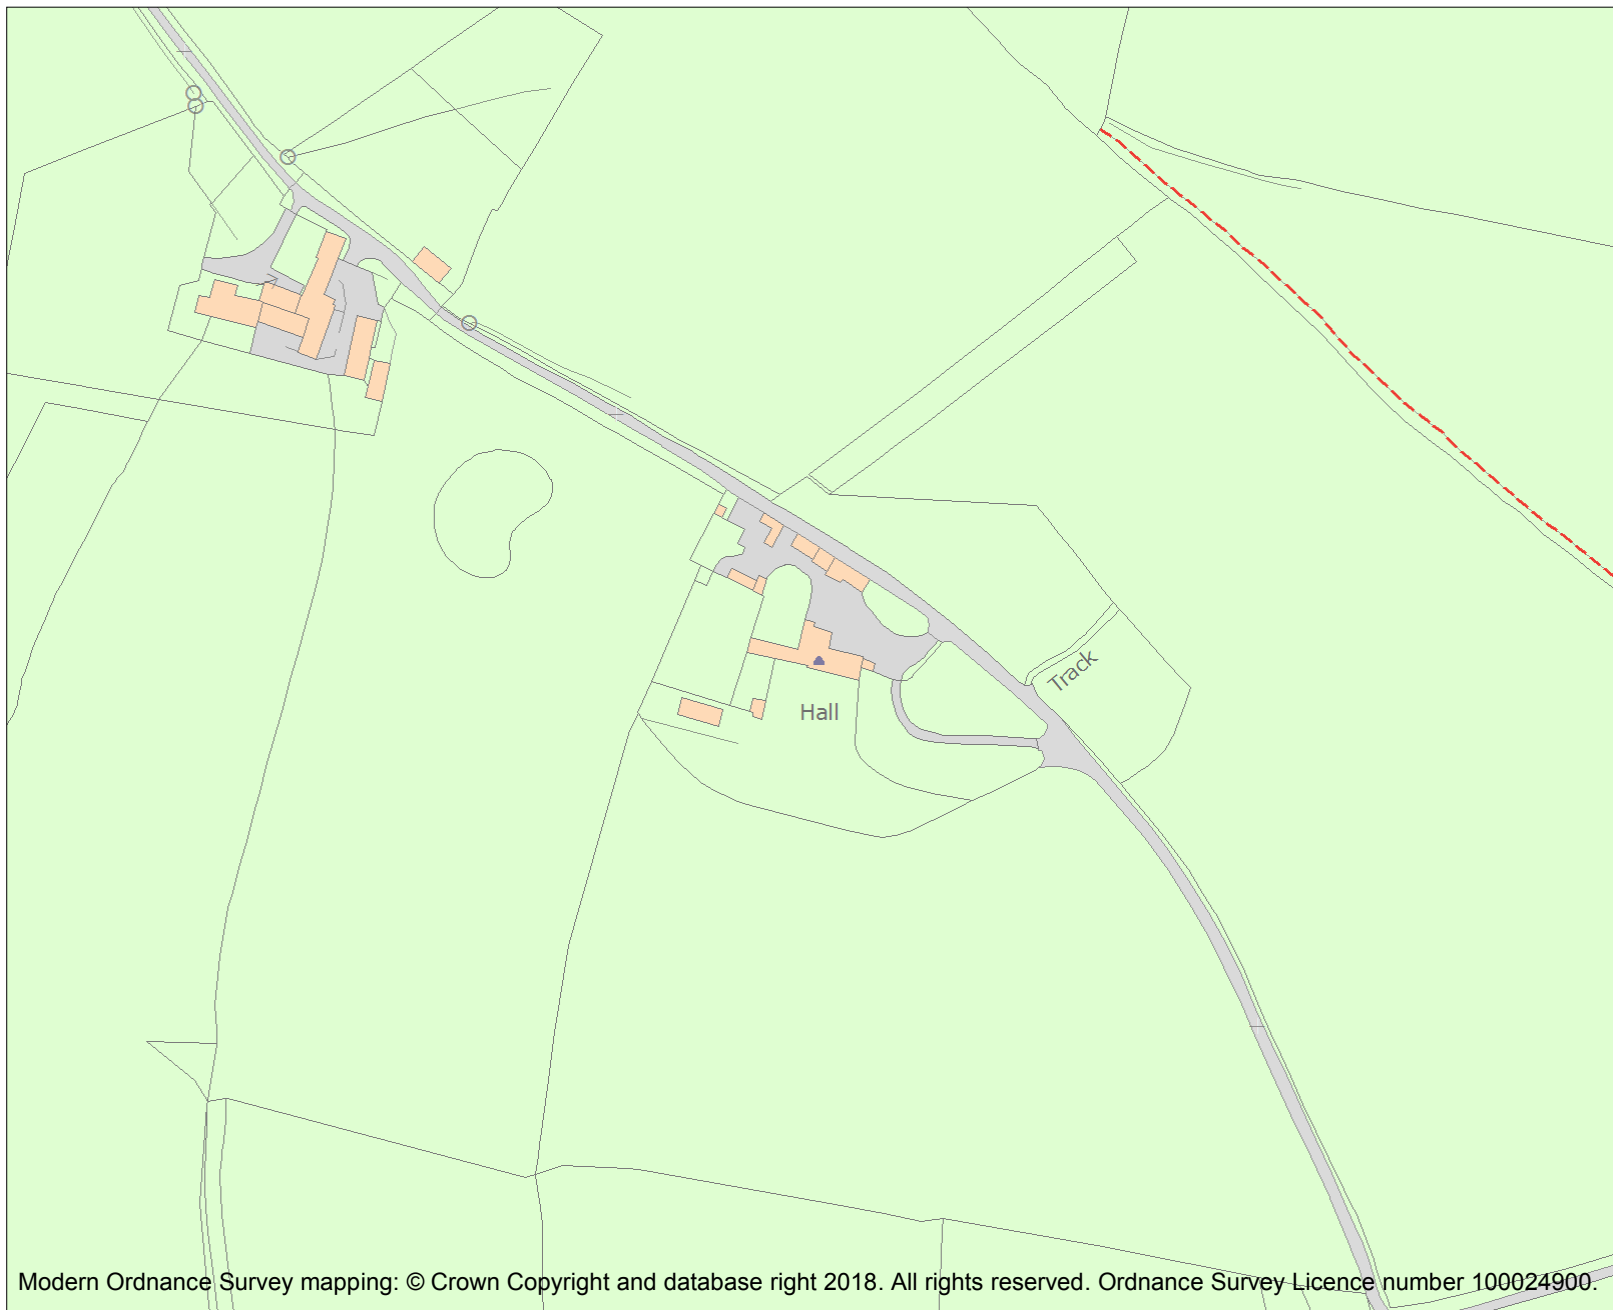 Track
Hall
Modern Ordnance Survey mapping: © Crown Copyright and database right 2018. All rights reserved. Ordnance Survey Licence number 100024900.